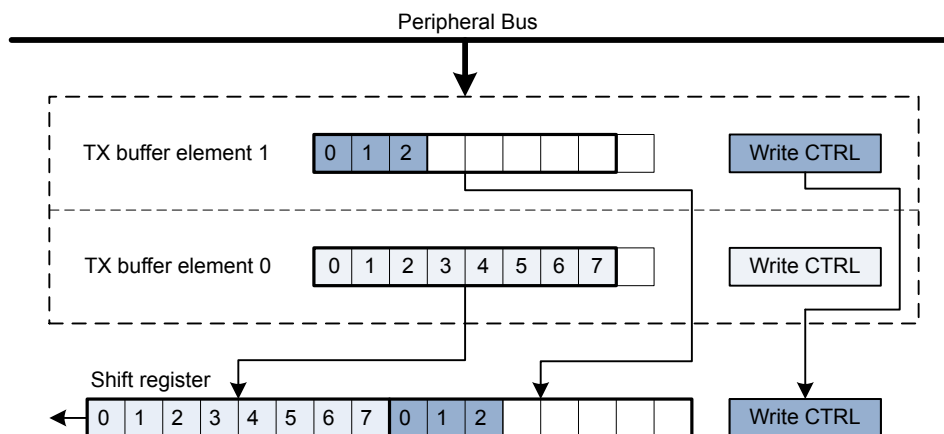 Peripheral Bus
TX buffer element 1 0 1 2 Write CTRL
TX buffer element 0 0 1 2 3 4 5 6 7 Write CTRL
Shift register
0 1 2 3 4 5 6 7 0 1 2 Write CTRL